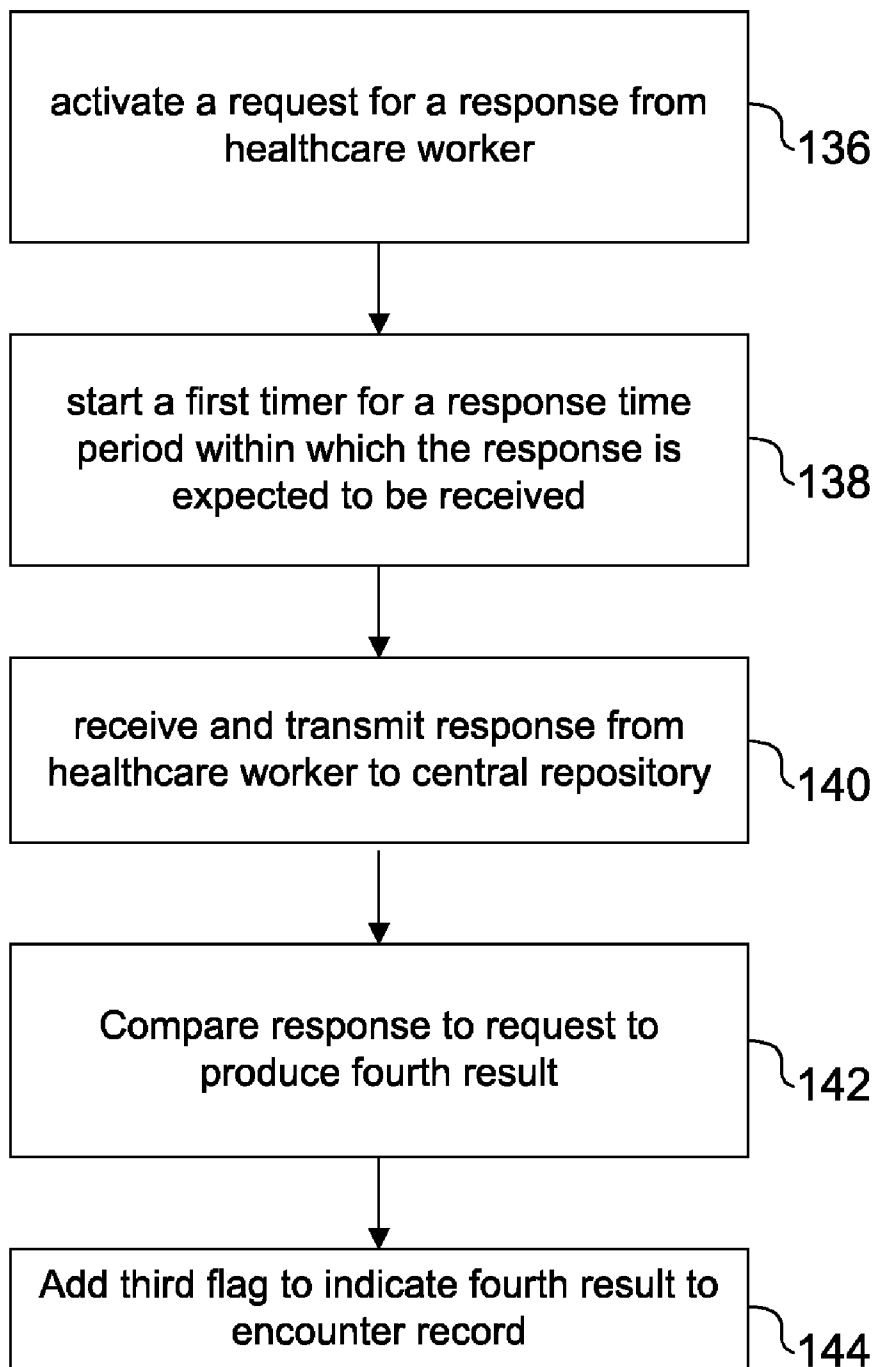 activate a request for a response from
healthcare worker
136
start a first timer for a response time
period within which the response is
expected to be received
138
receive and transmit response from
healthcare worker to central repository
140
Compare response to request to
produce fourth result
142
Add third flag to indicate fourth result to
encounter record
144